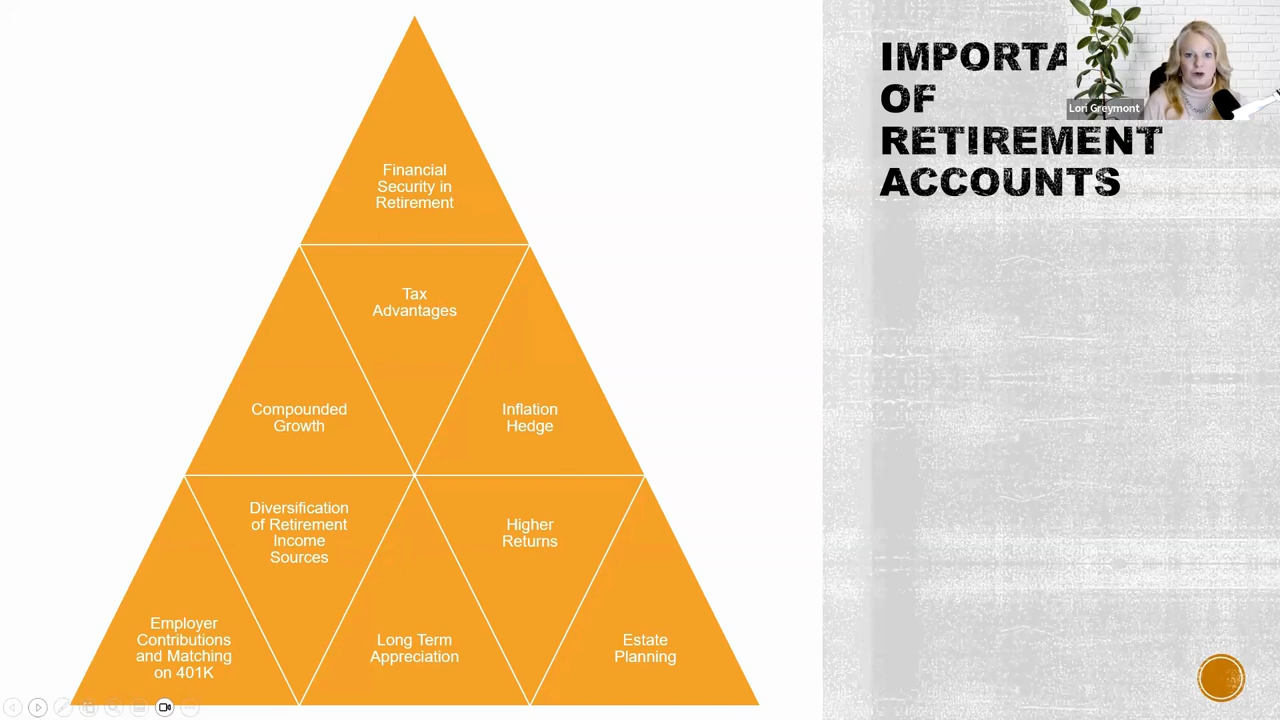 IMPORTA
OF
RETIREMENT
ACCOUNTS
Lori Greymont
Financial
Security in
Retirement
Tax
Advantages
Compounded
Growth
Inflation
Hedge
Diversification
of Retirement
Income
Sources
Higher
Returns
Employer
Contributions
and Matching
on 401K
Long Term
Appreciation
Estate
Planning